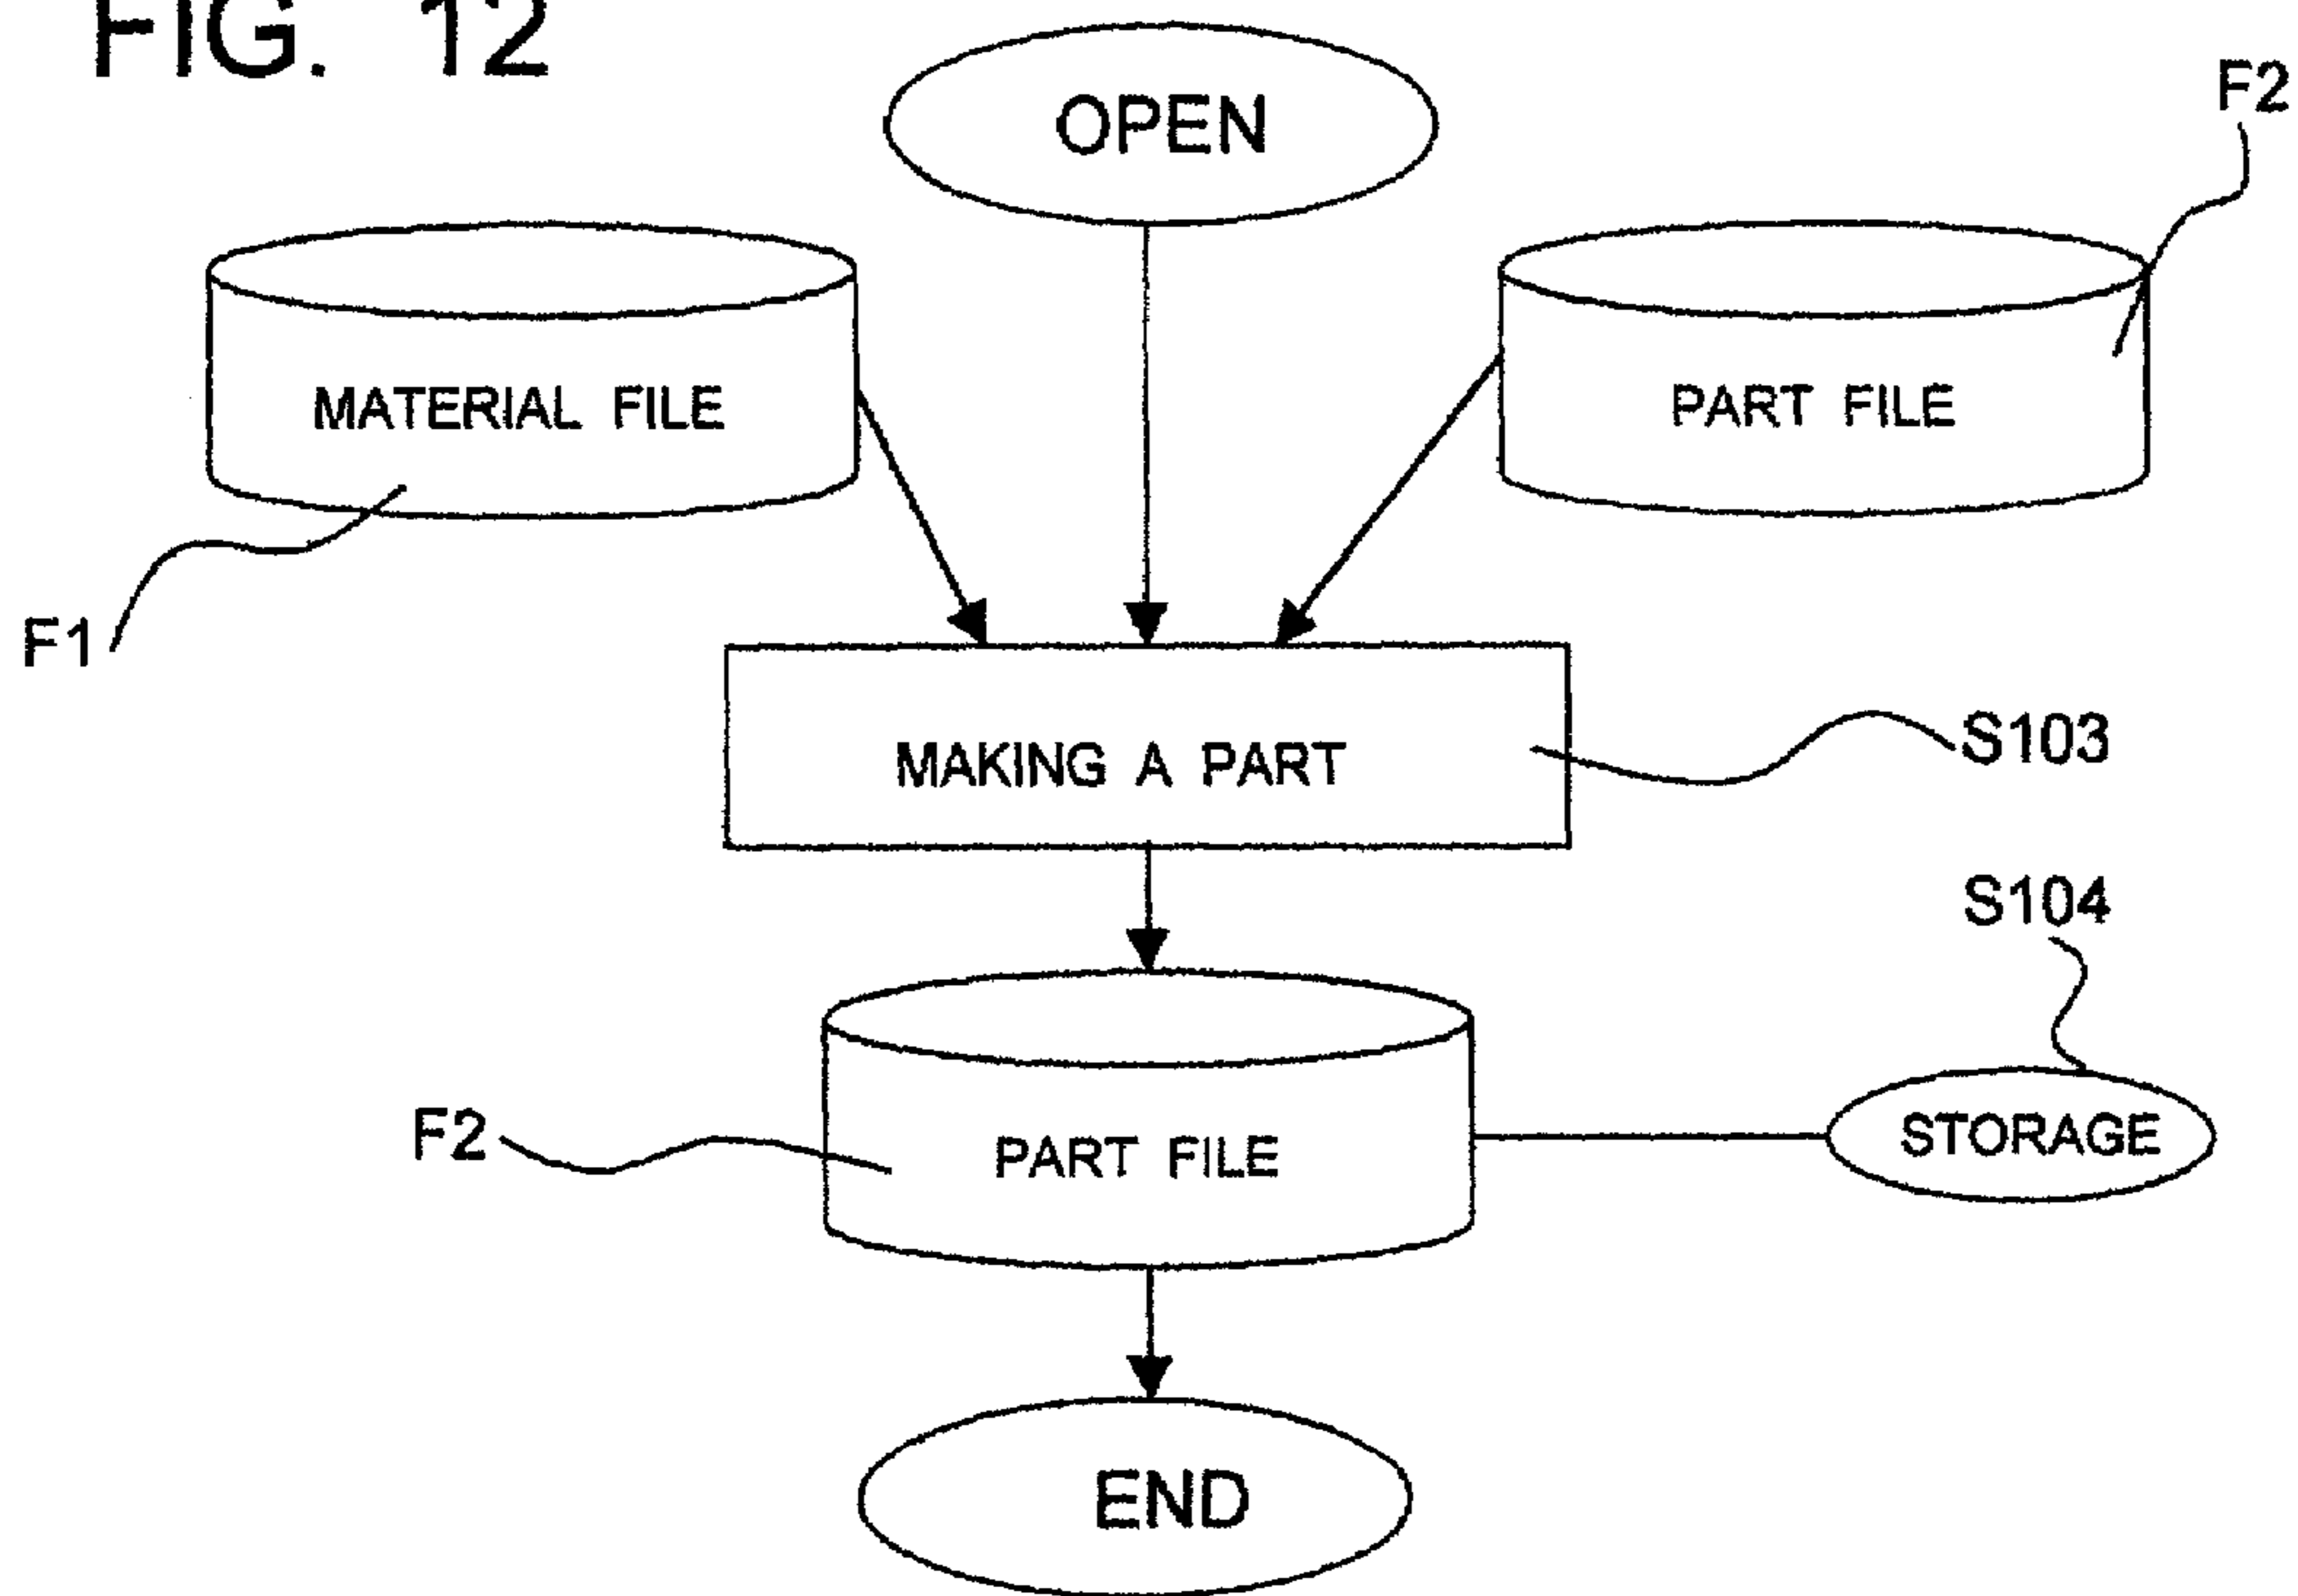 FIG. 12
OPEN
F2
MATERIAL FILE
PART FILE
F1
MAKING A PART
S103
S104
F2
PART FILE
STORAGE
END